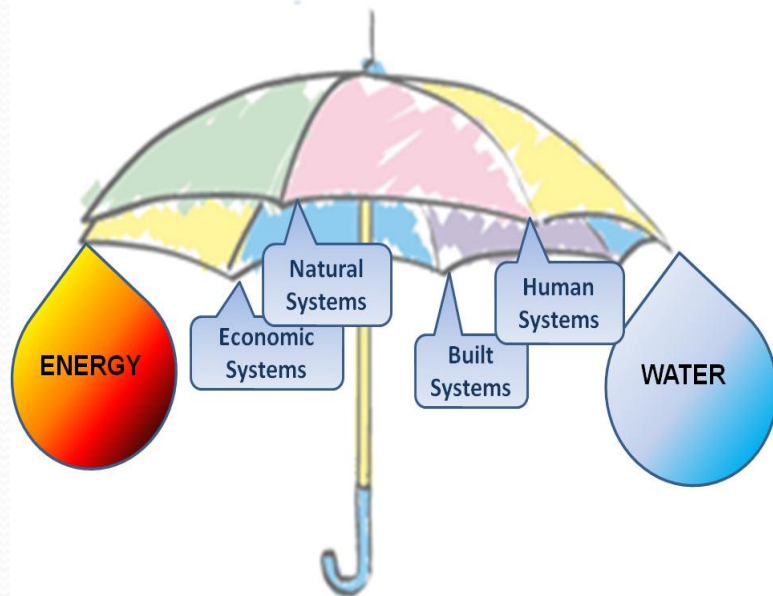 Natural
Systems
Human
Systems
Economic
Systems
Built
Systems
ENERGY
WATER